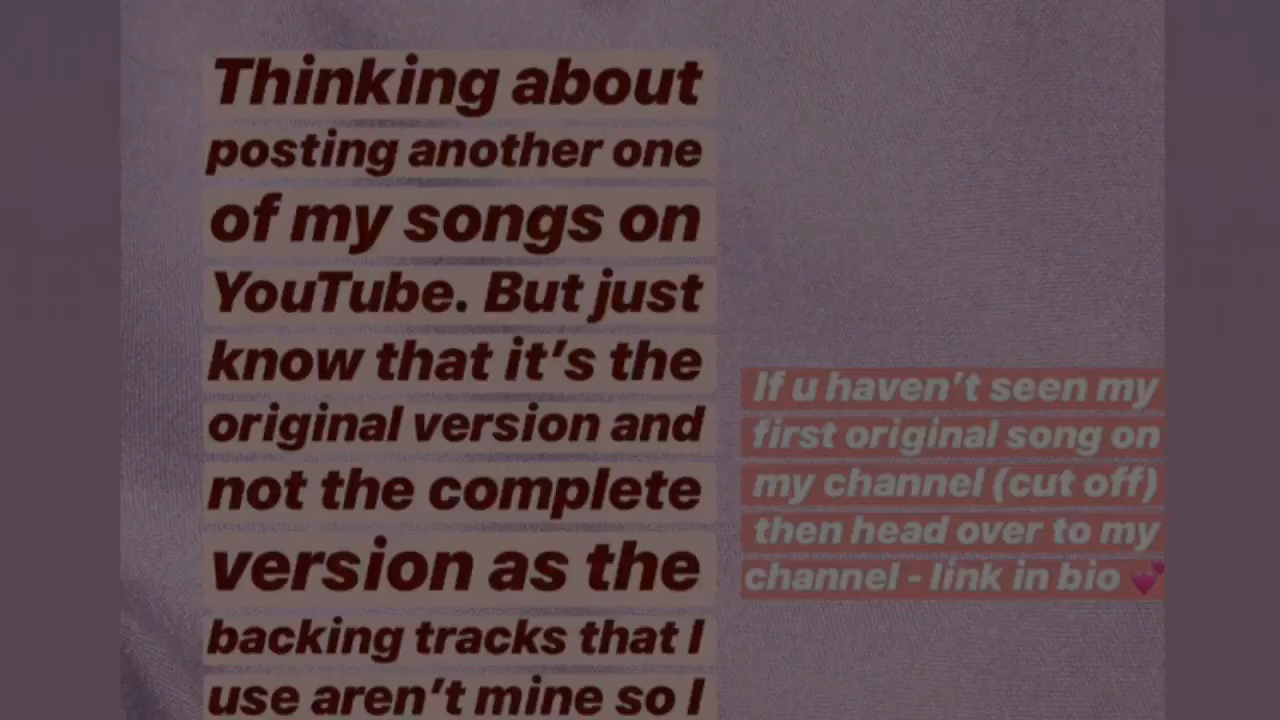 Thinking about
posting another one
of my songs on
YouTube. But just
know that it’s the
original version and
not the complete
version as the
backing tracks that I
use aren’t mine so I
If u haven’t seen my
first original song on
my channel (cut off)
then head over to my
channel - link in bio 💕